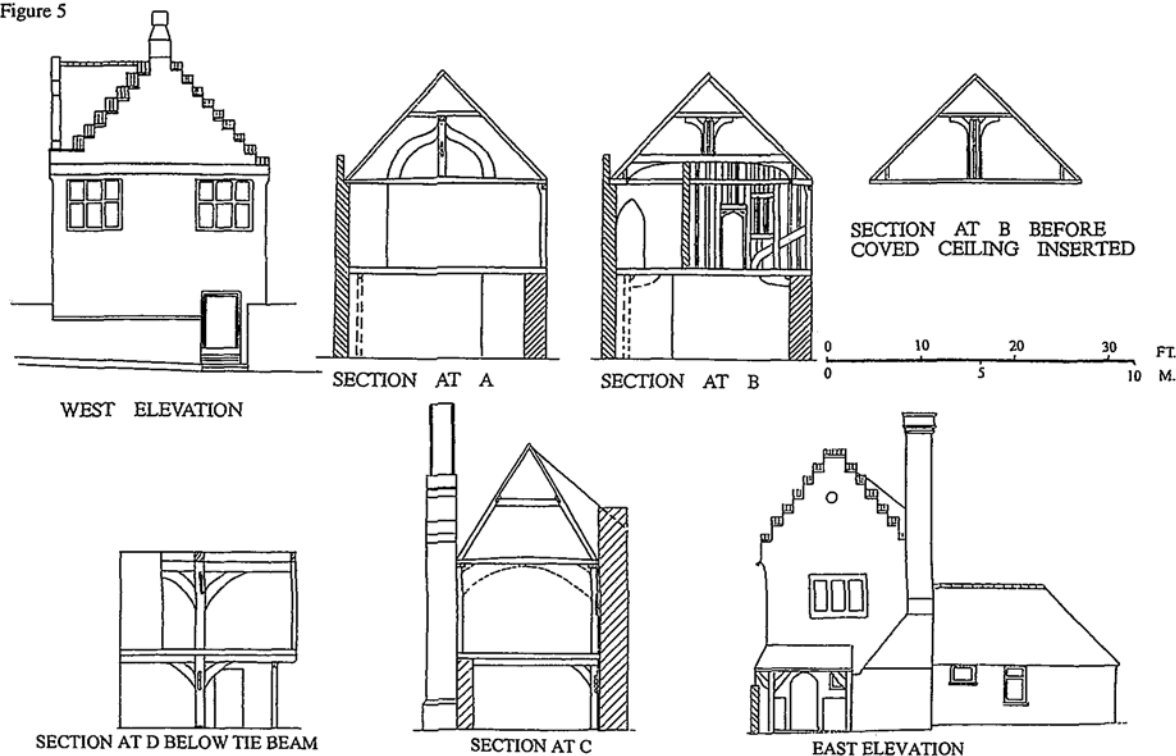 Figure 5
SECTION AT B BEFORE
COVED CEILING INSERTED
0 10 20 30 FT.
0 5 10 M.
SECTION AT A
SECTION AT B
WEST ELEVATION
SECTION AT D BELOW TIE BEAM
SECTION AT C
EAST ELEVATION